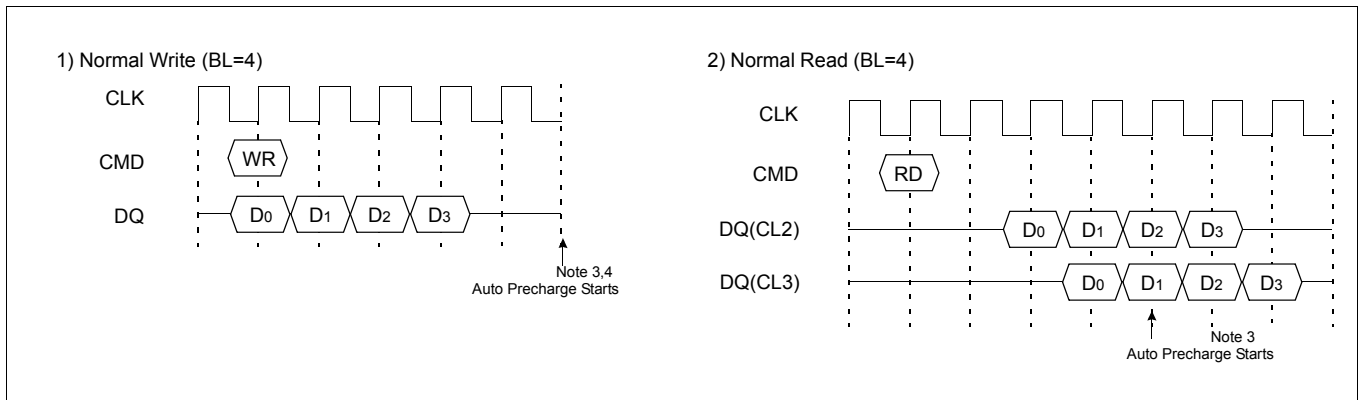 1) Normal Write (BL=4)
CLK
CMD
WR
DQ
D0 D1 D2 D3
Note 3,4
Auto Precharge Starts
2) Normal Read (BL=4)
CLK
CMD
RD
DQ(CL2)
D0 D1 D2 D3
DQ(CL3)
D0 D1 D2 D3
Note 3
Auto Precharge Starts